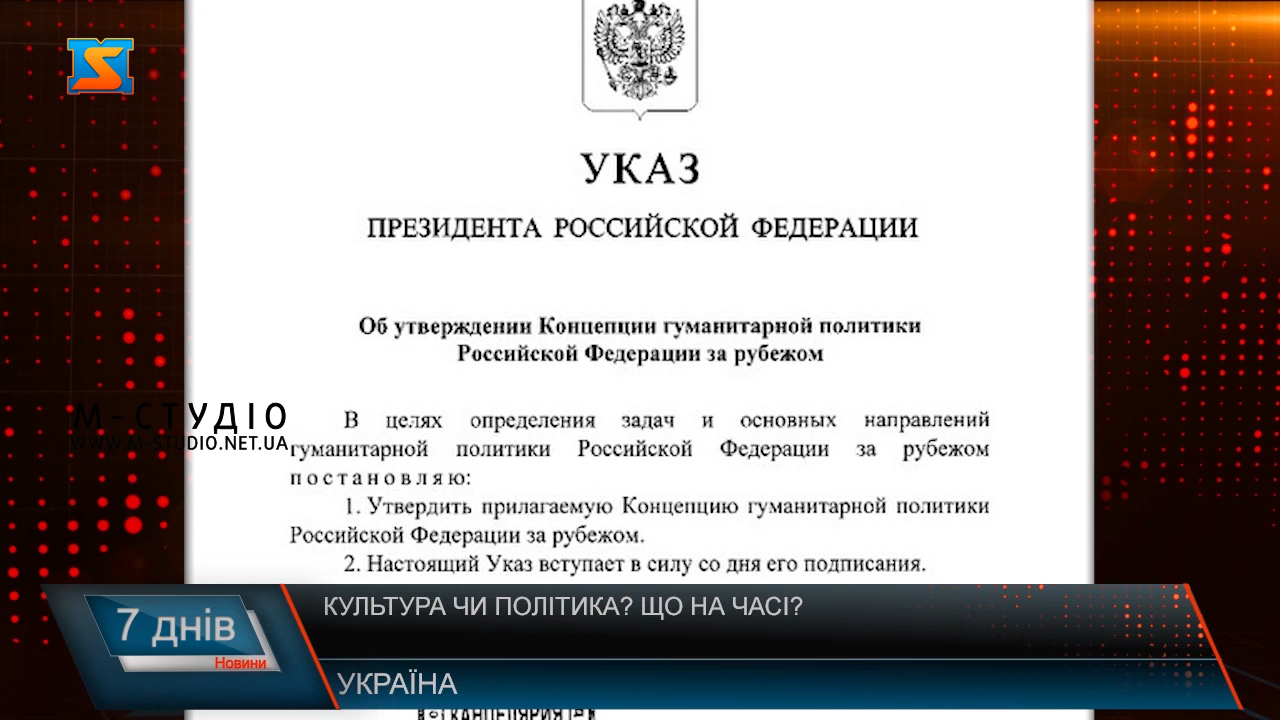 УКАЗ
ПРЕЗИДЕНТА РОССИЙСКОЙ ФЕДЕРАЦИИ
Об утверждении Концепции гуманитарной политики
Российской Федерации за рубежом
В целях определения задач и основных направлений
гуманитарной политики Российской Федерации за рубежом
постановляю:
1. Утвердить прилагаемую Концепцию гуманитарной политики
Российской Федерации за рубежом.
2. Настоящий Указ вступает в силу со дня его подписания.
М-СТУДІО
WWW.M-STUDIO.NET.UA
7 днів
Новини
КУЛЬТУРА ЧИ ПОЛІТИКА? ЩО НА ЧАСІ?
УКРАЇНА
КАНЦЕЛЯРИЯ